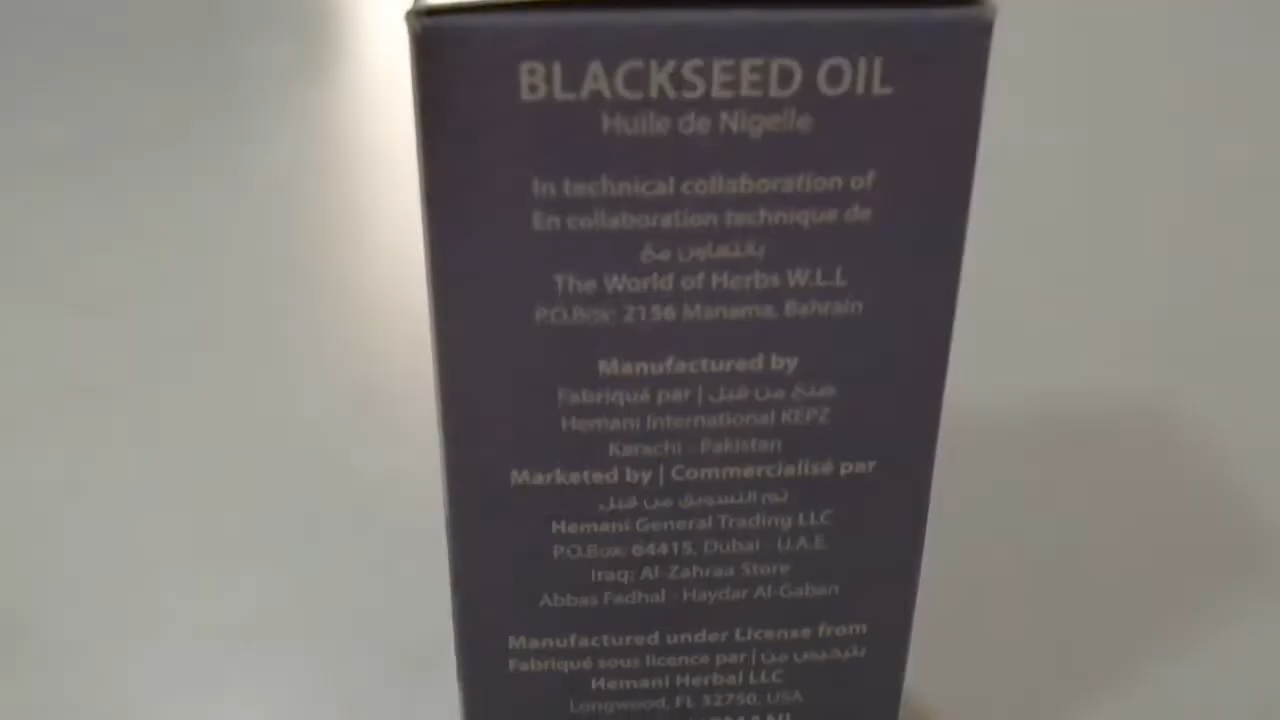 BLACKSEED OIL
Huile de Nigelle
In technical collaboration of
En collaboration technique de
بالتعاون مع
The World of Herbs W.L.L
P.O.Box: 2156 Manama, Bahrain
Manufactured by
Fabriqué par | صنع من قبل
Hemani International KEPZ
Karachi - Pakistan
Marketed by | Commercialisé par
تم التسويق من قبل
Hemani General Trading LLC
P.O.Box: 64415, Dubai - U.A.E.
Iraq: Al-Zahraa Store
Abbas Fadhal - Haydar Al-Gaban
Manufactured under License from
Fabriqué sous licence par | بترخيص من
Hemani Herbal LLC
Longwood, FL 32750, USA